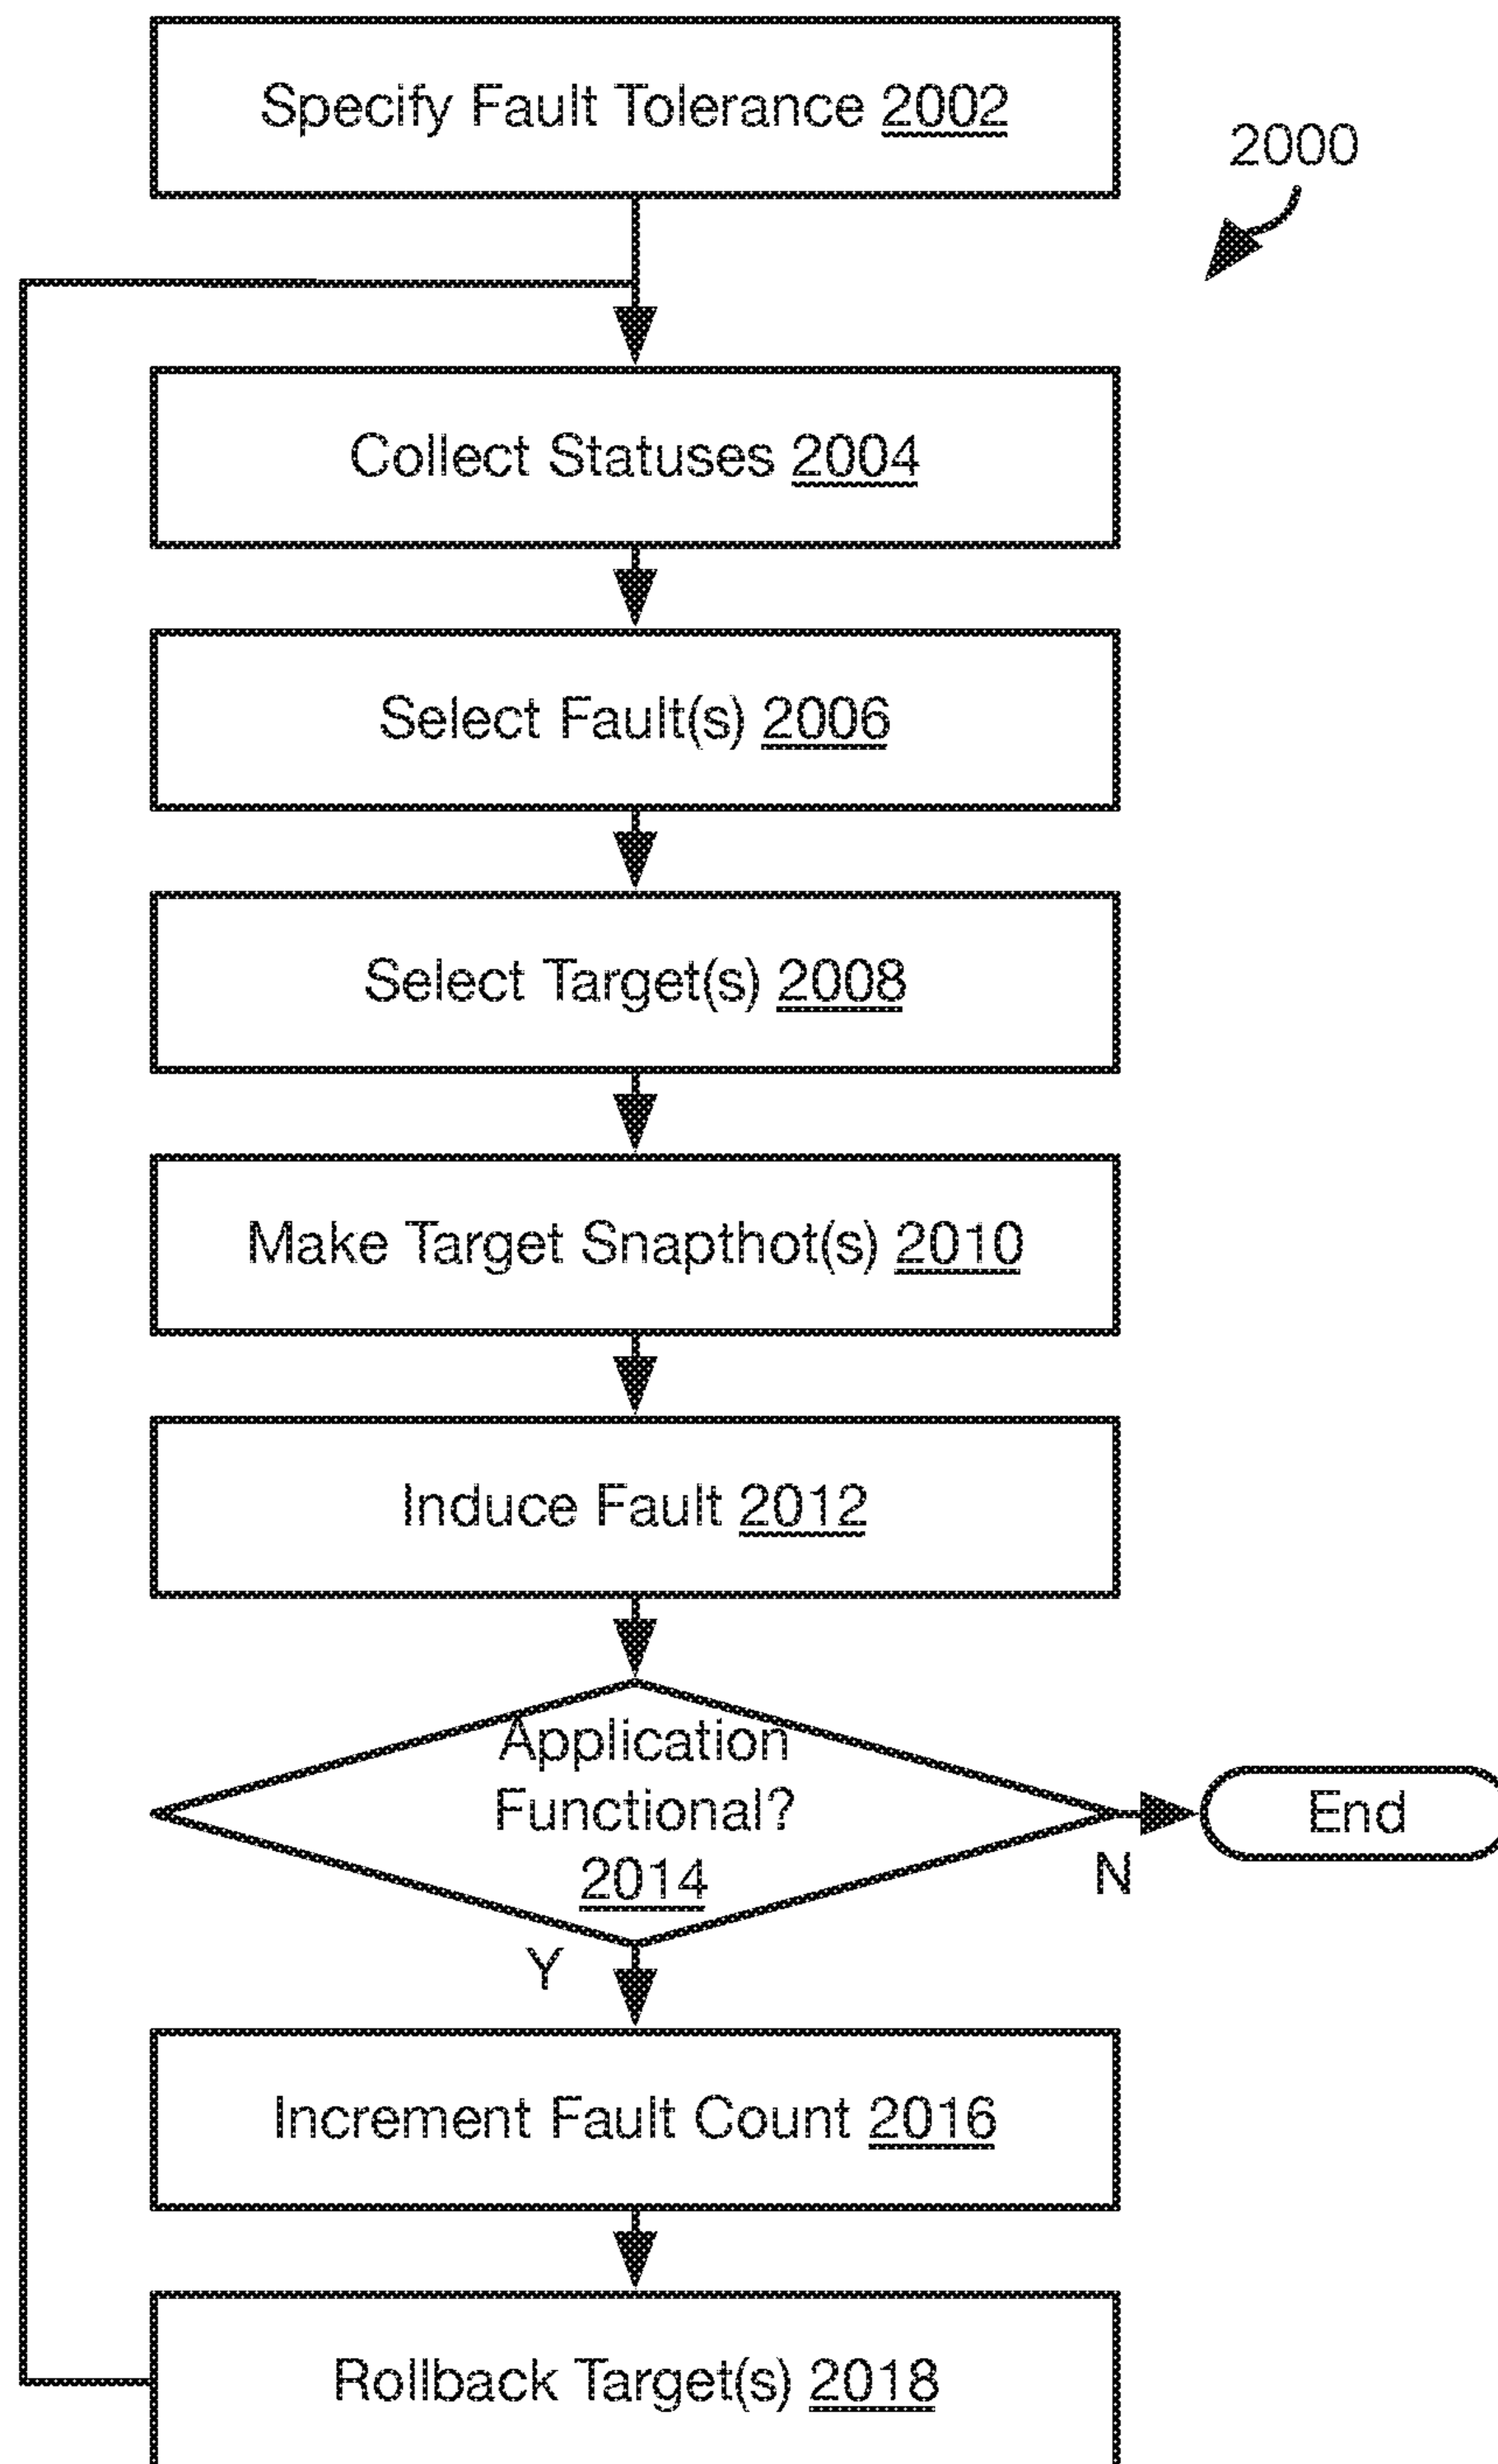 Specify Fault Tolerance 2002
2000
Collect Statuses 2004
Select Fault(s) 2006
Select Target(s) 2008
Make Target Snapthot(s) 2010
Induce Fault 2012
Application
Functional?
2014
End
N
Y
Increment Fault Count 2016
Rollback Target(s) 2018